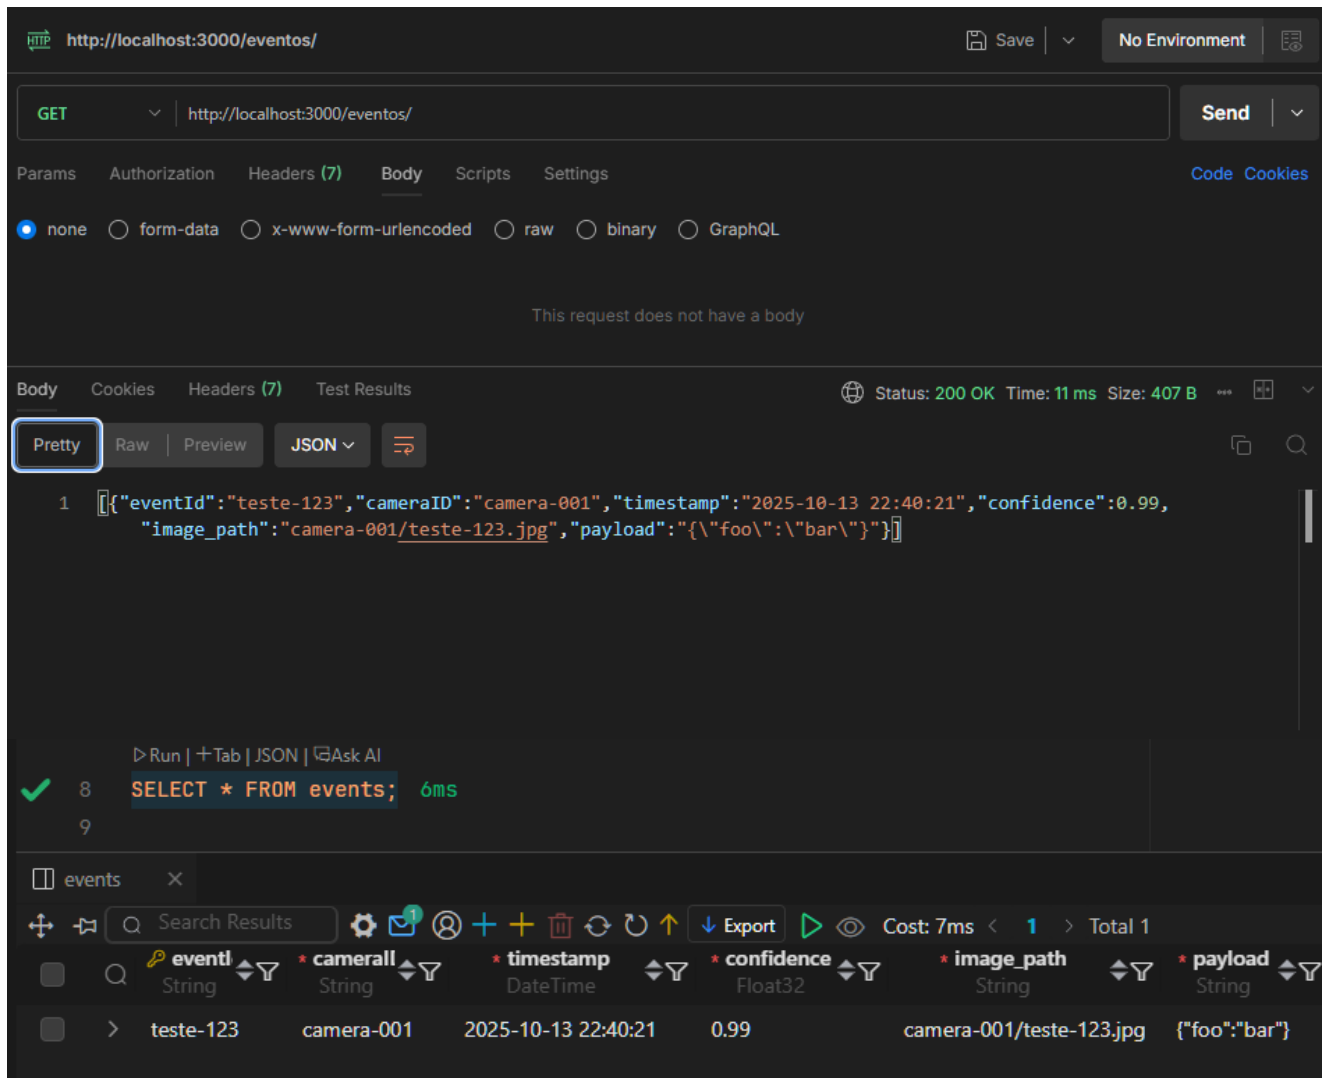 HTTP http://localhost:3000/eventos/ Save No Environment
GET http://localhost:3000/eventos/ Send
Params Authorization Headers (7) Body Scripts Settings Code Cookies
none form-data x-www-form-urlencoded raw binary GraphQL
This request does not have a body
Body Cookies Headers (7) Test Results Status: 200 OK Time: 11 ms Size: 407 B
Pretty Raw Preview JSON
1 [{"eventId":"teste-123","cameraID":"camera-001","timestamp":"2025-10-13 22:40:21","confidence":0.99,
"image_path":"camera-001/teste-123.jpg","payload":"{\"foo\":\"bar\"}"}]
Run | +Tab | JSON | Ask AI
8 SELECT * FROM events; 6ms
9
events
Search Results 1 Export Cost: 7ms < 1 > Total 1
eventI * cameraI * timestamp * confidence * image_path * payload
String String DateTime Float32 String String
teste-123 camera-001 2025-10-13 22:40:21 0.99 camera-001/teste-123.jpg {"foo":"bar"}